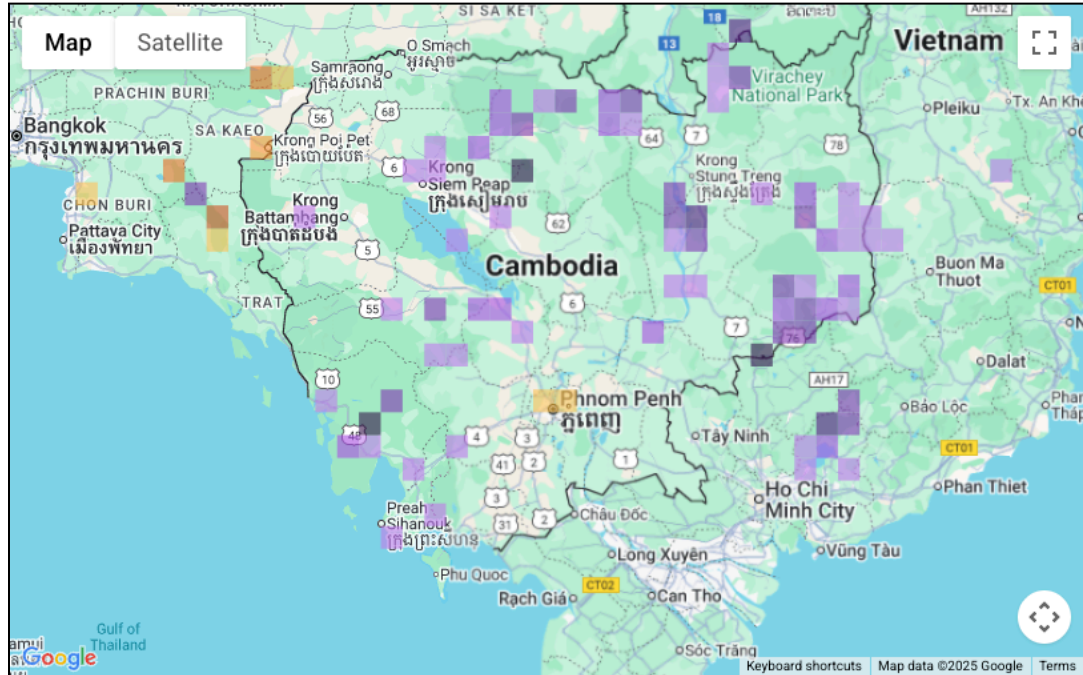 Map
Satellite
SI SA KET
18
13
AH132
Vietnam
O Smach
អូរស្មាច់
Samraong
ក្រុងសំរោង
PRACHIN BURI
56
68
Virachey
National Park
Pleiku
Tx. An Khê
Bangkok
กรุงเทพมหานคร
SA KAEO
Krong Poi Pet
ក្រុងប៉ោយប៉ែត
6
64
7
78
Krong
Siem Reap
ក្រុងសៀមរាប
Krong
Stung Treng
ក្រុងស្ទឹងត្រែង
CHON BURI
Krong
Battambang
ក្រុងបាត់ដំបង
Pattaya City
เมืองพัทยา
5
62
Cambodia
Buon Ma
Thuot
CT01
TRAT
55
6
7
76
Dalat
10
AH17
Phnom Penh
ភ្នំពេញ
Bảo Lộc
48
4
3
Tây Ninh
CT01
41
2
1
Phan Thiet
3
Ho Chi
Minh City
Preah
Sihanouk
ក្រុងព្រះសីហនុ
31
2
Châu Đốc
Long Xuyên
Vũng Tàu
Phu Quoc
CT02
Rạch Giá
Can Tho
Gulf of
Thailand
Sóc Trăng
Google
Keyboard shortcuts
Map data ©2025 Google
Terms